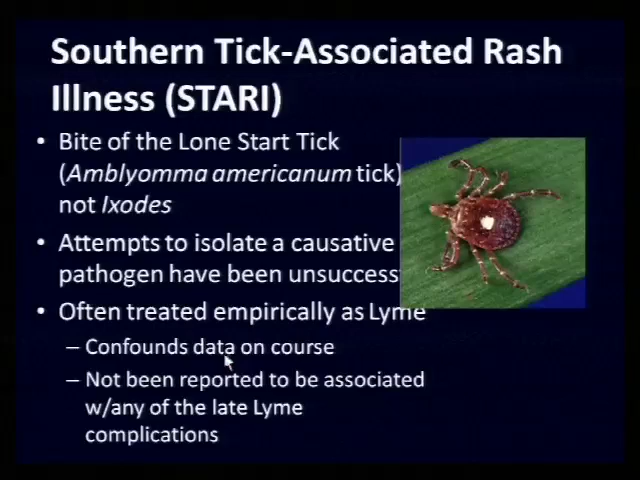 Southern Tick-Associated Rash
Illness (STARI)
• Bite of the Lone Start Tick
(Amblyomma americanum tick)
not Ixodes
• Attempts to isolate a causative
pathogen have been unsuccess
• Often treated empirically as Lyme
– Confounds data on course
– Not been reported to be associated
w/any of the late Lyme
complications